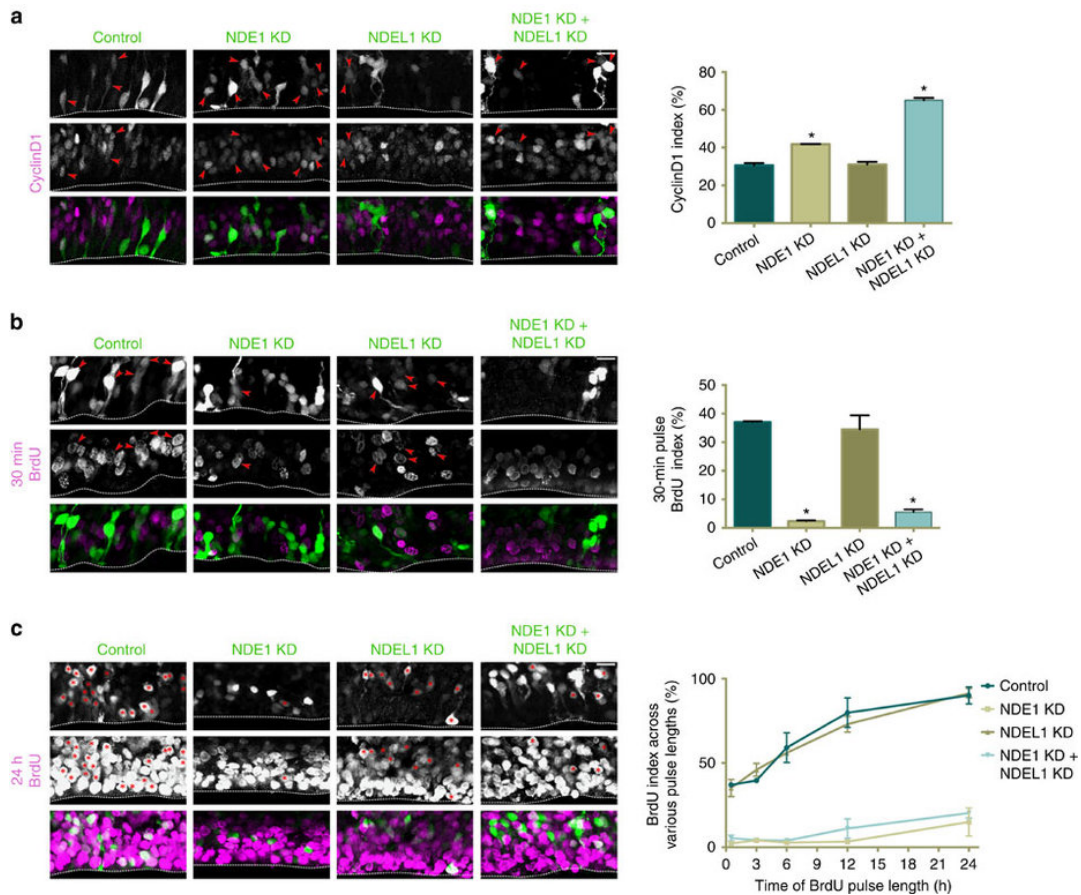 a
Control
NDE1 KD
NDEL1 KD
NDE1 KD +
NDEL1 KD
CyclinD1
CyclinD1 index (%)
80
60
40
20
0
*
*
Control
NDE1 KD
NDEL1 KD
NDE1 KD +
NDEL1 KD
b
Control
NDE1 KD
NDEL1 KD
NDE1 KD +
NDEL1 KD
30 min
BrdU
30-min pulse
BrdU index (%)
50
40
30
20
10
0
*
*
Control
NDE1 KD
NDEL1 KD
NDE1 KD +
NDEL1 KD
c
Control
NDE1 KD
NDEL1 KD
NDE1 KD +
NDEL1 KD
24 h
BrdU
BrdU index across
various pulse lengths (%)
100
50
0
0 3 6 9 12 15 18 21 24
Time of BrdU pulse length (h)
Control
NDE1 KD
NDEL1 KD
NDE1 KD +
NDEL1 KD